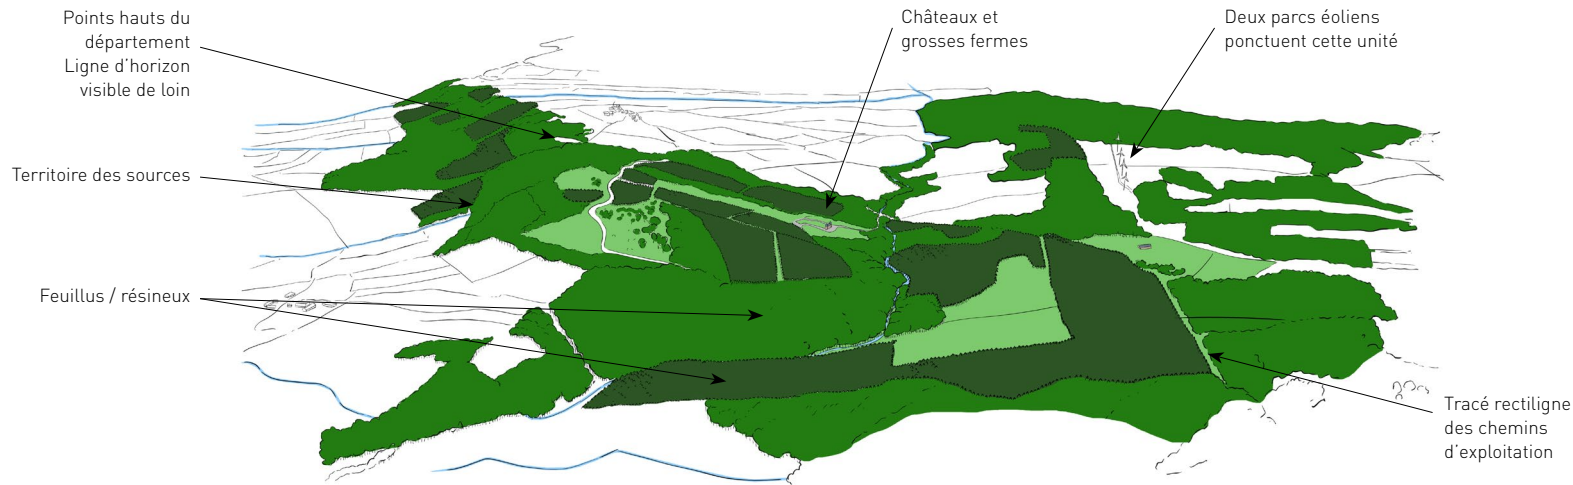 Points hauts du
département
Ligne d'horizon
visible de loin
Châteaux et
grosses fermes
Deux parcs éoliens
ponctuent cette unité
Territoire des sources
Feuillus / résineux
Tracé rectiligne
des chemins
d'exploitation